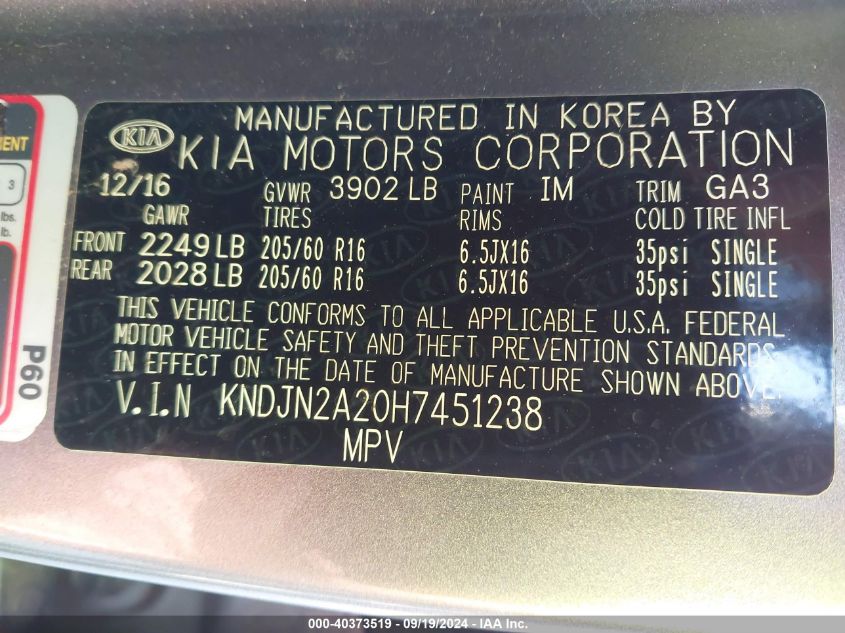 MANUFACTURED IN KOREA BY
KIA KIA MOTORS CORPORATION
12/16 GVWR 3902 LB PAINT IM TRIM GA3
GAWR TIRES RIMS COLD TIRE INFL
FRONT 2249 LB 205/60 R16 6.5JX16 35psi SINGLE
REAR 2028 LB 205/60 R16 6.5JX16 35psi SINGLE
THIS VEHICLE CONFORMS TO ALL APPLICABLE U.S.A. FEDERAL
MOTOR VEHICLE SAFETY AND THEFT PREVENTION STANDARDS
IN EFFECT ON THE DATE OF MANUFACTURE SHOWN ABOVE.
V.I.N KNDJN2A20H7451238
MPV
3
lbs.
lb.
P60
000-40373519 - 09/19/2024 - IAA Inc.